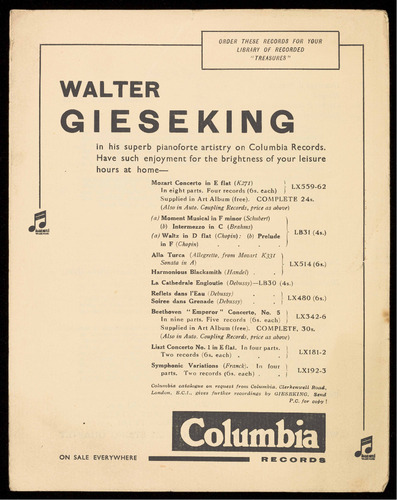 ORDER THESE RECORDS FOR YOUR
LIBRARY OF RECORDED
"TREASURES"
WALTER
GIESEKING
in his superb pianoforte artistry on Columbia Records.
Have such enjoyment for the brightness of your leisure
hours at home—
Mozart Concerto in E flat (K271)
In eight parts. Four records (6s. each)
Supplied in Art Album (free). COMPLETE 24s.
(Also in Auto. Coupling Records, price as above)
LX559-62
(a) Moment Musical in F minor (Schubert)
(b) Intermezzo in C (Brahms)
(a) Waltz in D flat (Chopin): (b) Prelude
in F (Chopin)
LB31 (4s.)
Alla Turca (Allegretto, from Mozart K331
Sonata in A)
Harmonious Blacksmith (Handel)
LX514 (6s.)
La Cathedrale Engloutie (Debussy)—LB30 (4s.)
Reflets dans l'Eau (Debussy)
Soiree dans Grenade (Debussy)
LX480 (6s.)
Beethoven "Emperor" Concerto, No. 5
In nine parts. Five records (6s. each)
Supplied in Art Album (free). COMPLETE, 30s.
(Also in Auto. Coupling Records, price as above)
LX342-6
Liszt Concerto No. 1 in E flat. In four parts.
Two records (6s. each)
LX181-2
Symphonic Variations (Franck). In four
parts. Two records (6s. each)
LX192-3
Columbia catalogue on request from Columbia, Clerkenwell Road,
London, E.C.1., gives further recordings by GIESEKING. Send
P.C. for copy!
Columbia
RECORDS
ON SALE EVERYWHERE